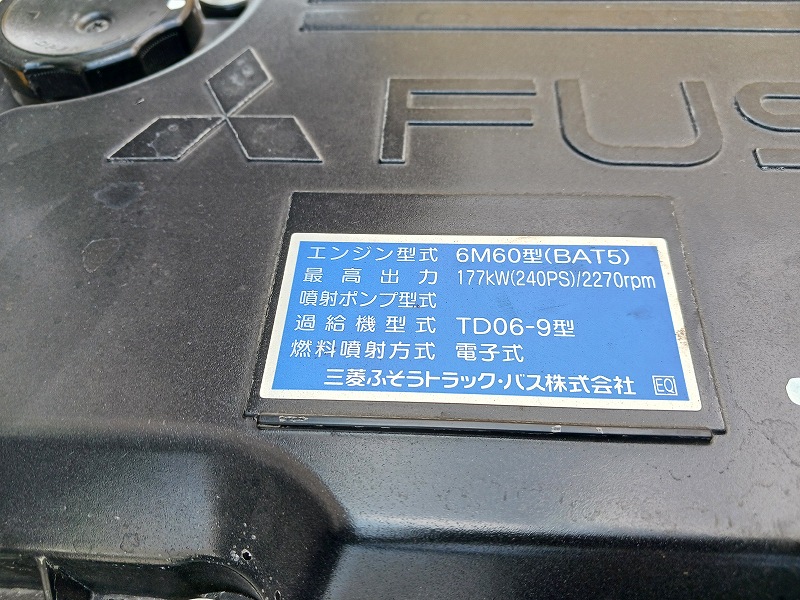 FUS
エンジン型式 6M60型(BAT5)
最高出力 177kW(240PS)/2270rpm
噴射ポンプ型式
過給機型式 TD06-9型
燃料噴射方式 電子式
三菱ふそうトラック・バス株式会社 EQ